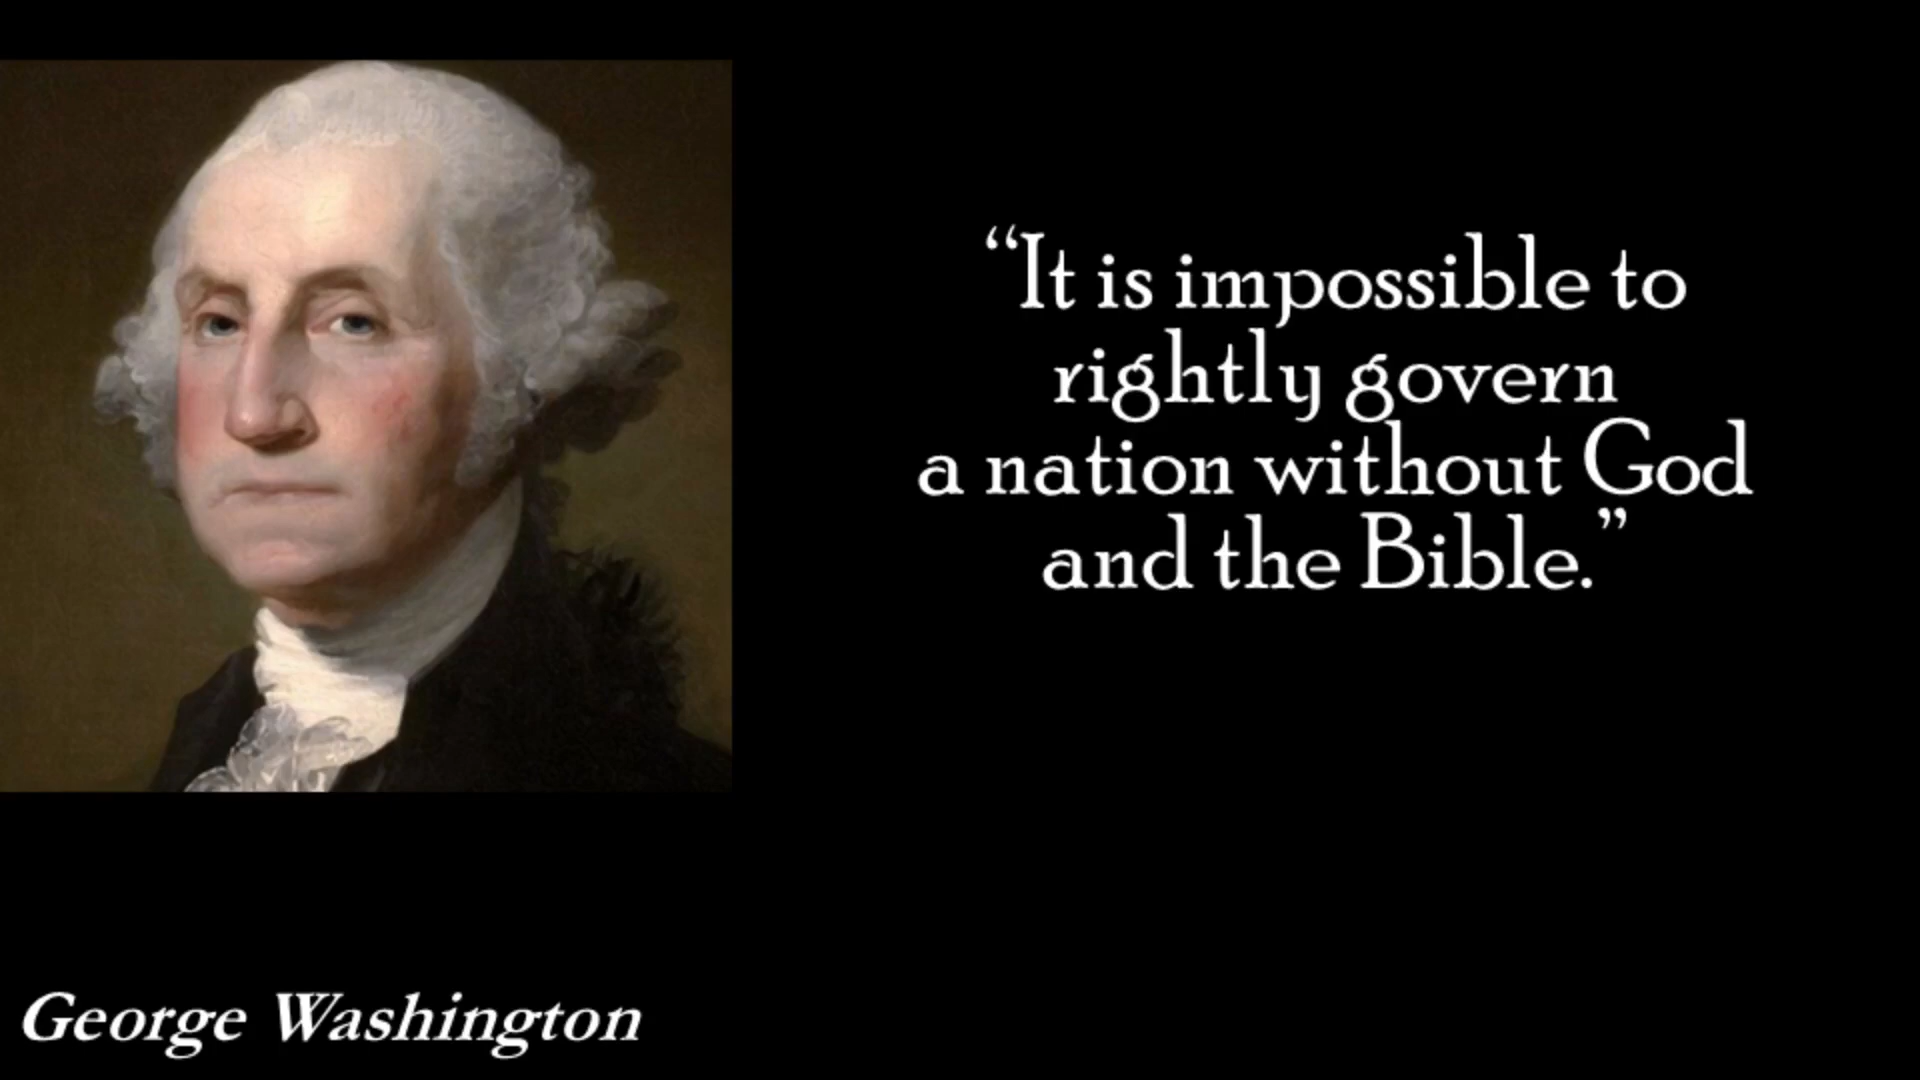 “It is impossible to
rightly govern
a nation without God
and the Bible.”
George Washington